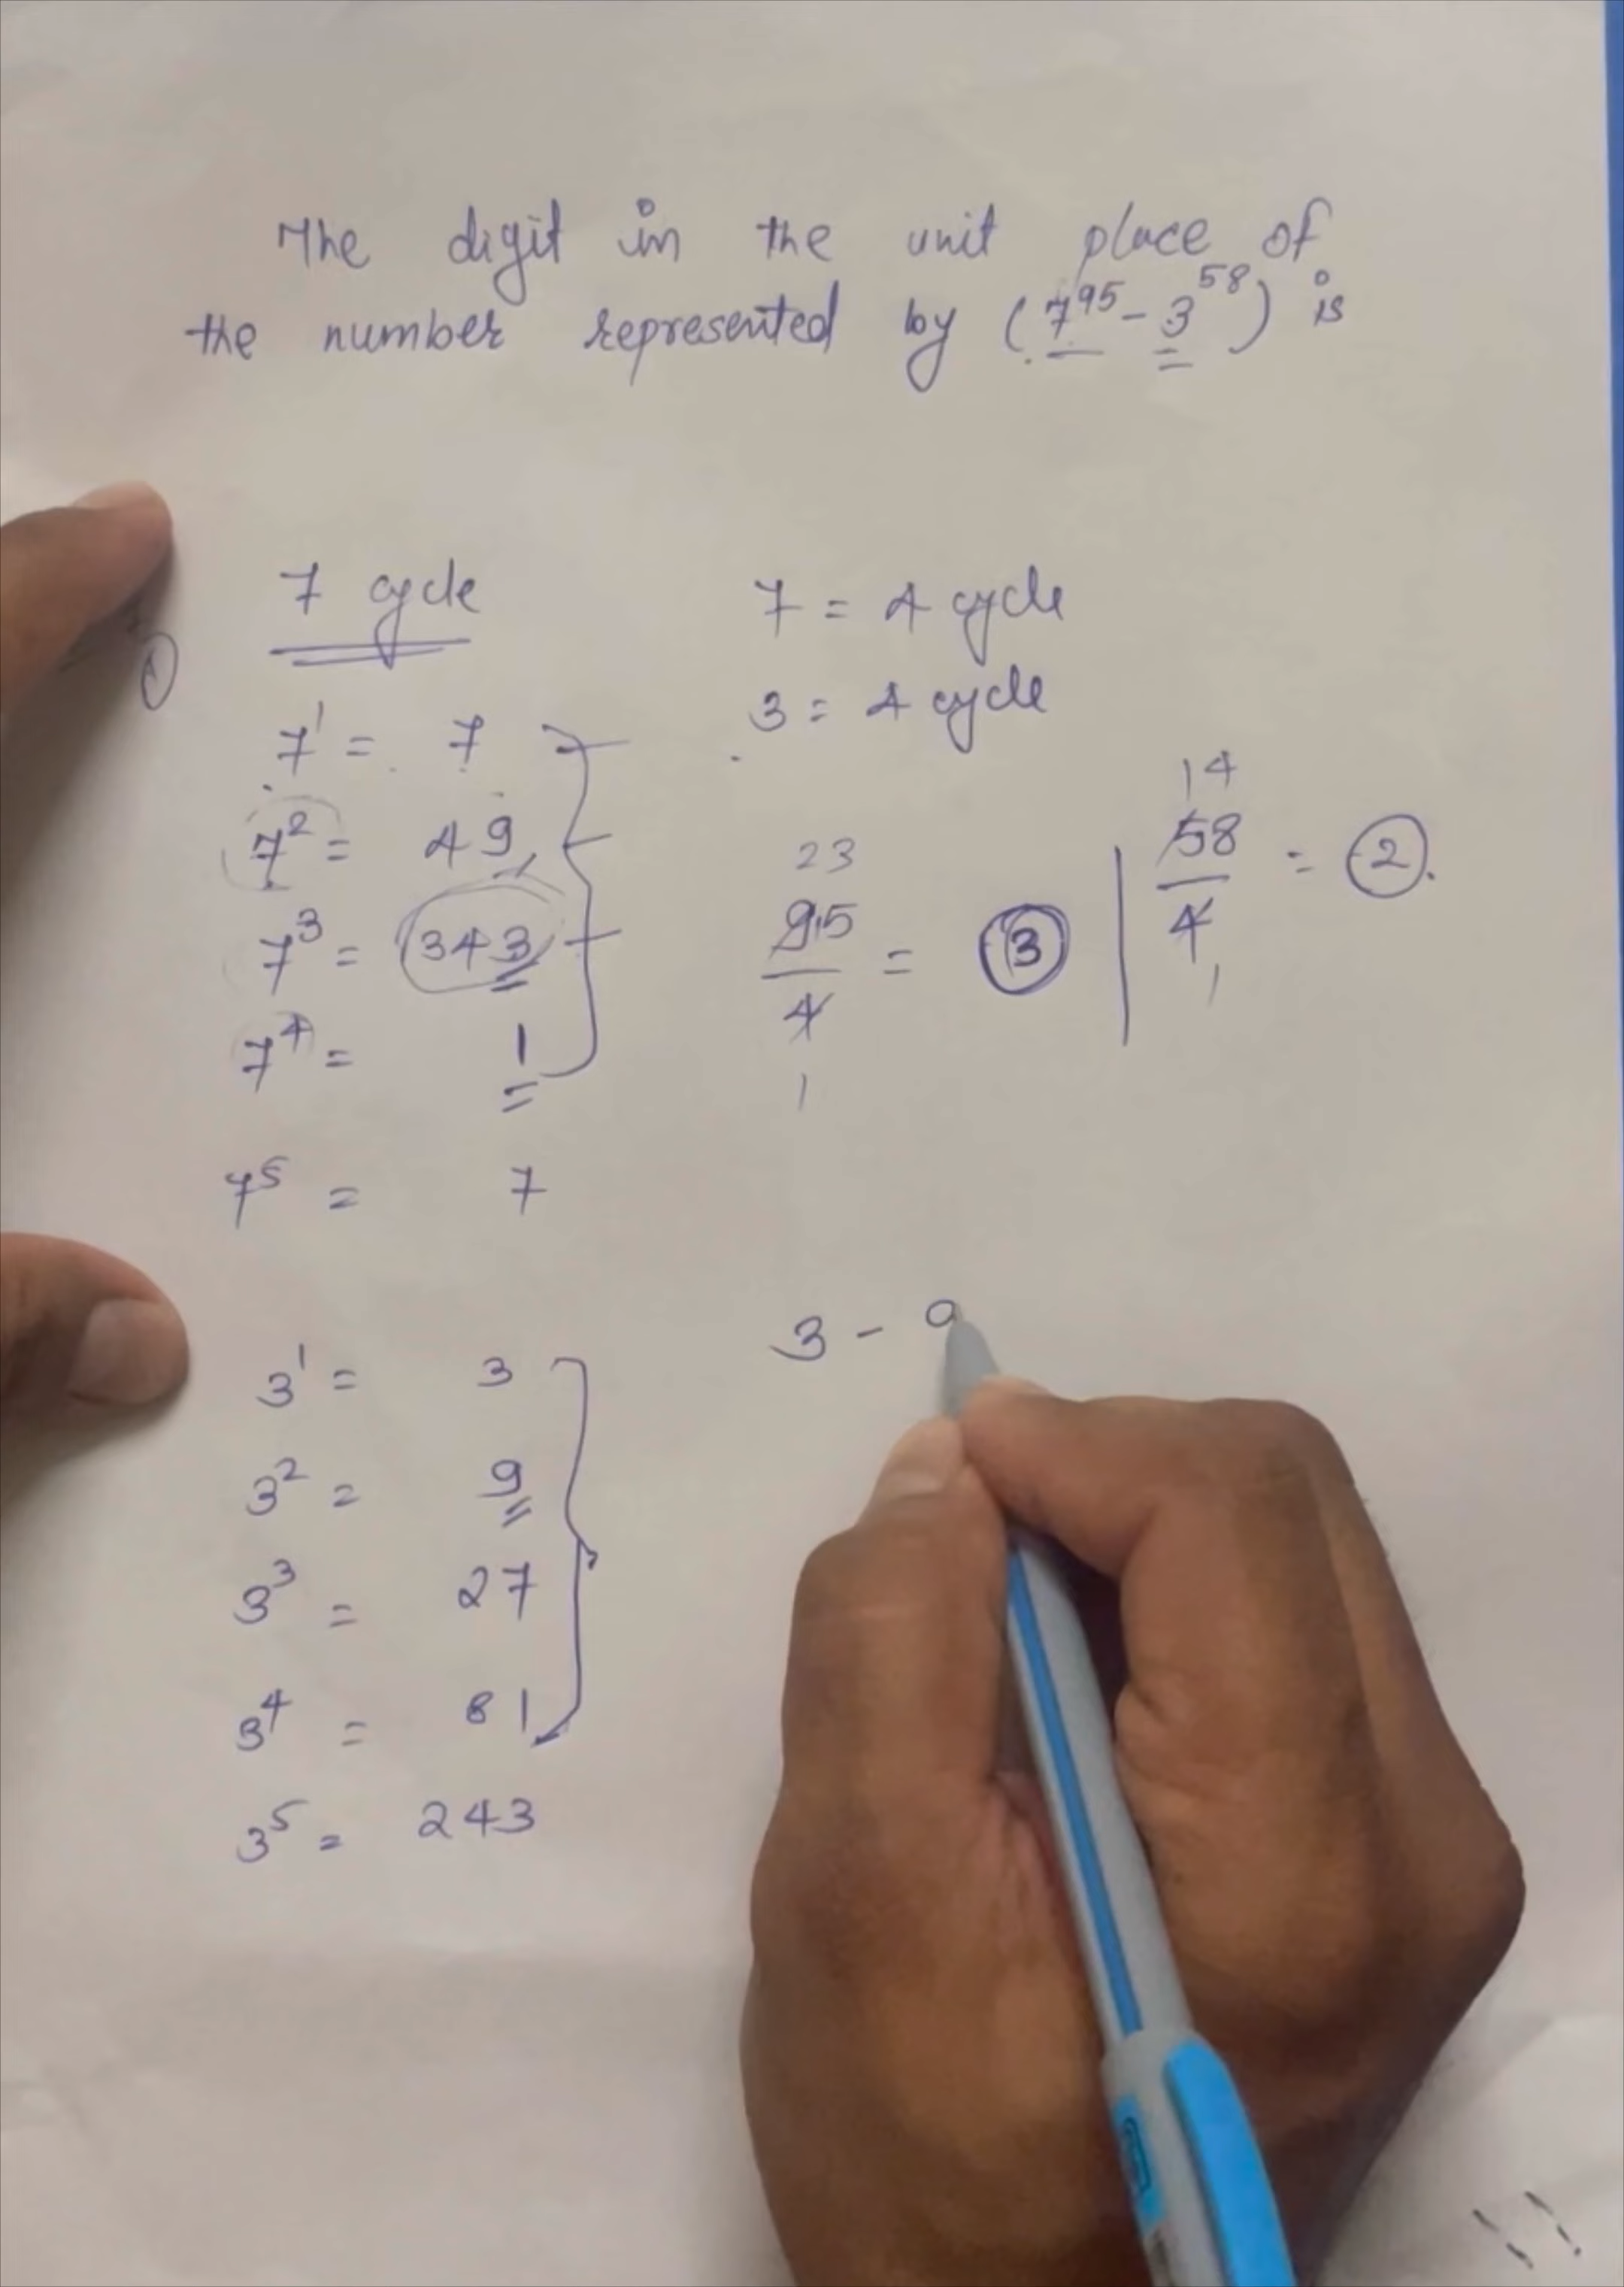 The digit in the unit place of
the number represented by (7^95 - 3^58) is
7 cycle
7^1 = 7
7^2 = 49
7^3 = 343
7^4 = 1
7^5 = 7
7 = 4 cycle
3 = 4 cycle
23
95
4
1
= 3
14
58
4
1
= 2.
3^1 = 3
3^2 = 9
3^3 = 27
3^4 = 81
3^5 = 243
3 - 9